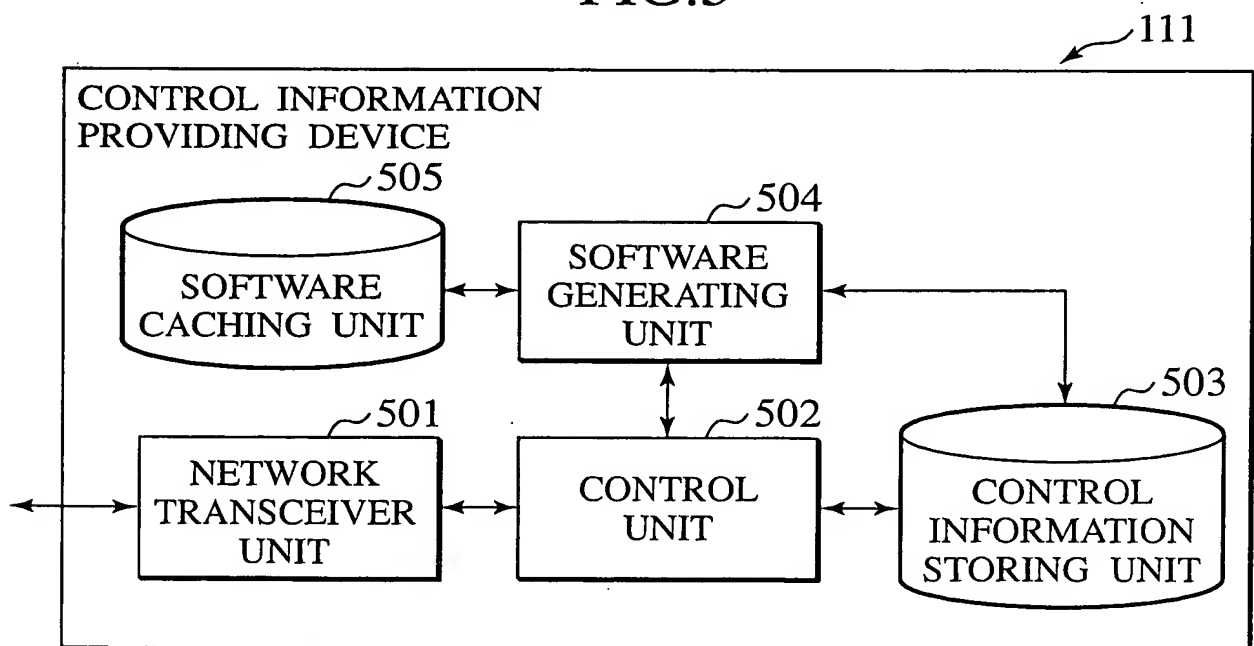 111
CONTROL INFORMATION
PROVIDING DEVICE
505
SOFTWARE
CACHING UNIT
504
SOFTWARE
GENERATING
UNIT
503
CONTROL
INFORMATION
STORING UNIT
501
NETWORK
TRANSCEIVER
UNIT
502
CONTROL
UNIT